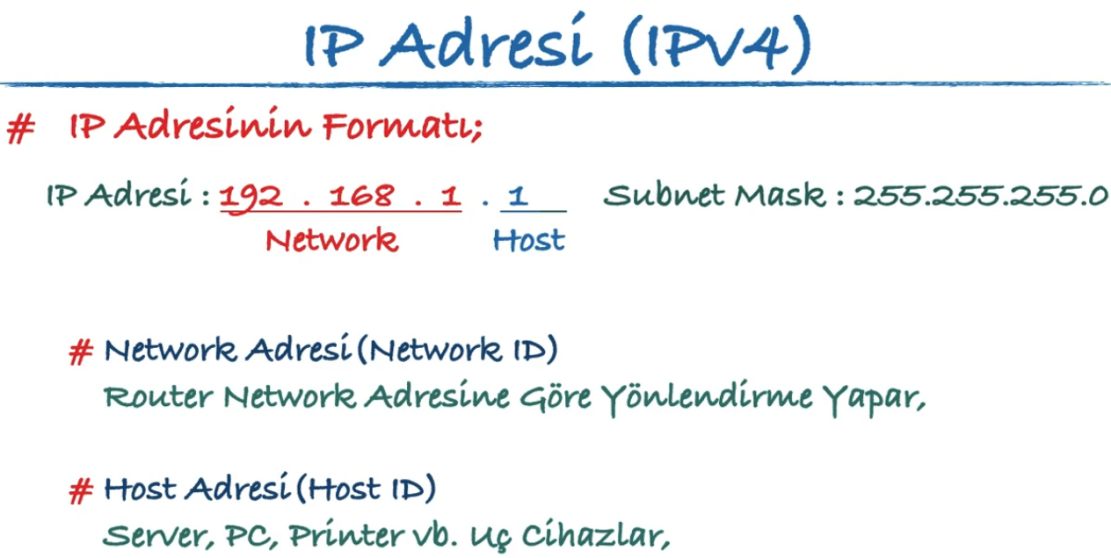 IP Adresi (IPV4)
# IP Adresinin Formatı;
IP Adresi : 192 . 168 . 1 . 1 Subnet Mask : 255.255.255.0
Network Host
# Network Adresi (Network ID)
Router Network Adresine Göre Yönlendirme Yapar,
# Host Adresi (Host ID)
Server, PC, Printer vb. Uç Cihazlar,